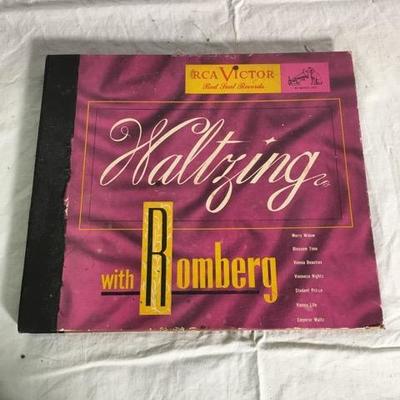 RCA VICTOR
Red Seal Records
Waltzing
with Romberg
Merry Widow
Blossom Time
Vienna Beauties
Viennese Nights
Student Prince
Vienna Life
Emperor Waltz